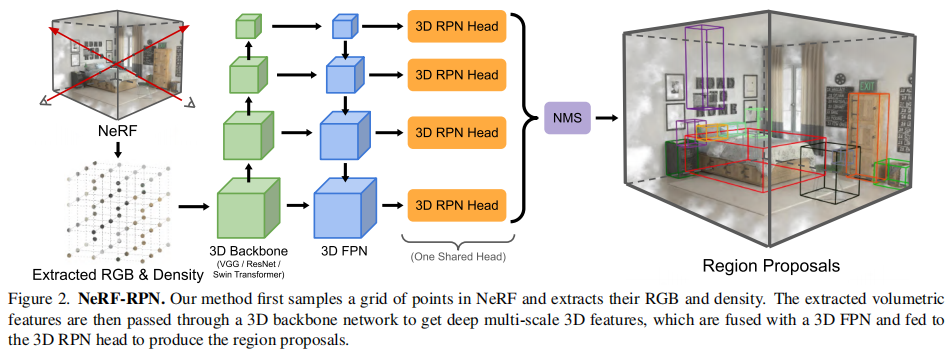 NeRF
Extracted RGB & Density
3D Backbone
(VGG / ResNet /
Swin Transformer)
3D FPN
3D RPN Head
3D RPN Head
3D RPN Head
3D RPN Head
(One Shared Head)
NMS
EXIT
Region Proposals
Figure 2. NeRF-RPN. Our method first samples a grid of points in NeRF and extracts their RGB and density. The extracted volumetric
features are then passed through a 3D backbone network to get deep multi-scale 3D features, which are fused with a 3D FPN and fed to
the 3D RPN head to produce the region proposals.